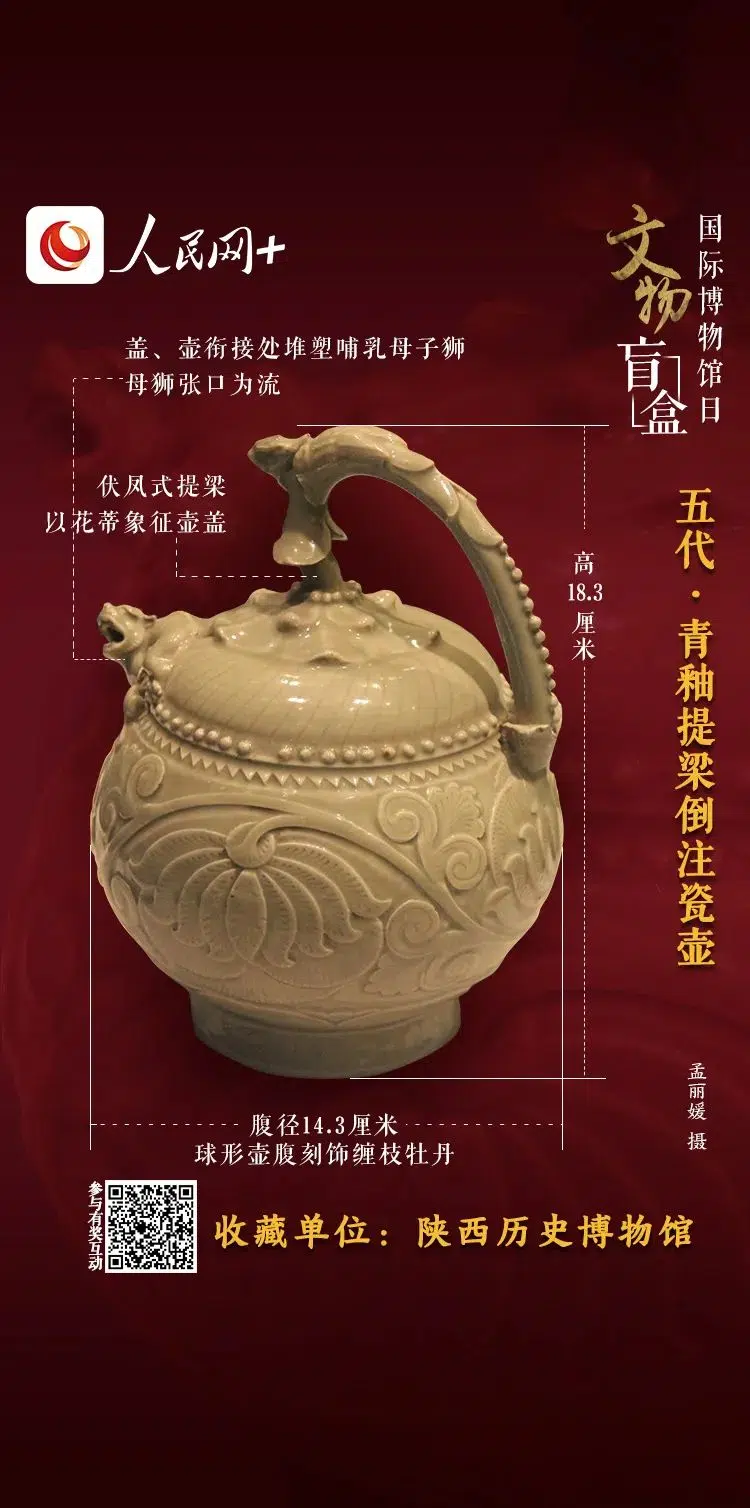 人民网+
国际博物馆日
文物
盲盒
盖、壶衔接处堆塑哺乳母子狮
母狮张口为流
伏凤式提梁
以花蒂象征壶盖
高
18.3
厘米
五代·青釉提梁倒注瓷壶
孟丽媛 摄
腹径14.3厘米
球形壶腹刻饰缠枝牡丹
参与有奖互动
收藏单位：陕西历史博物馆